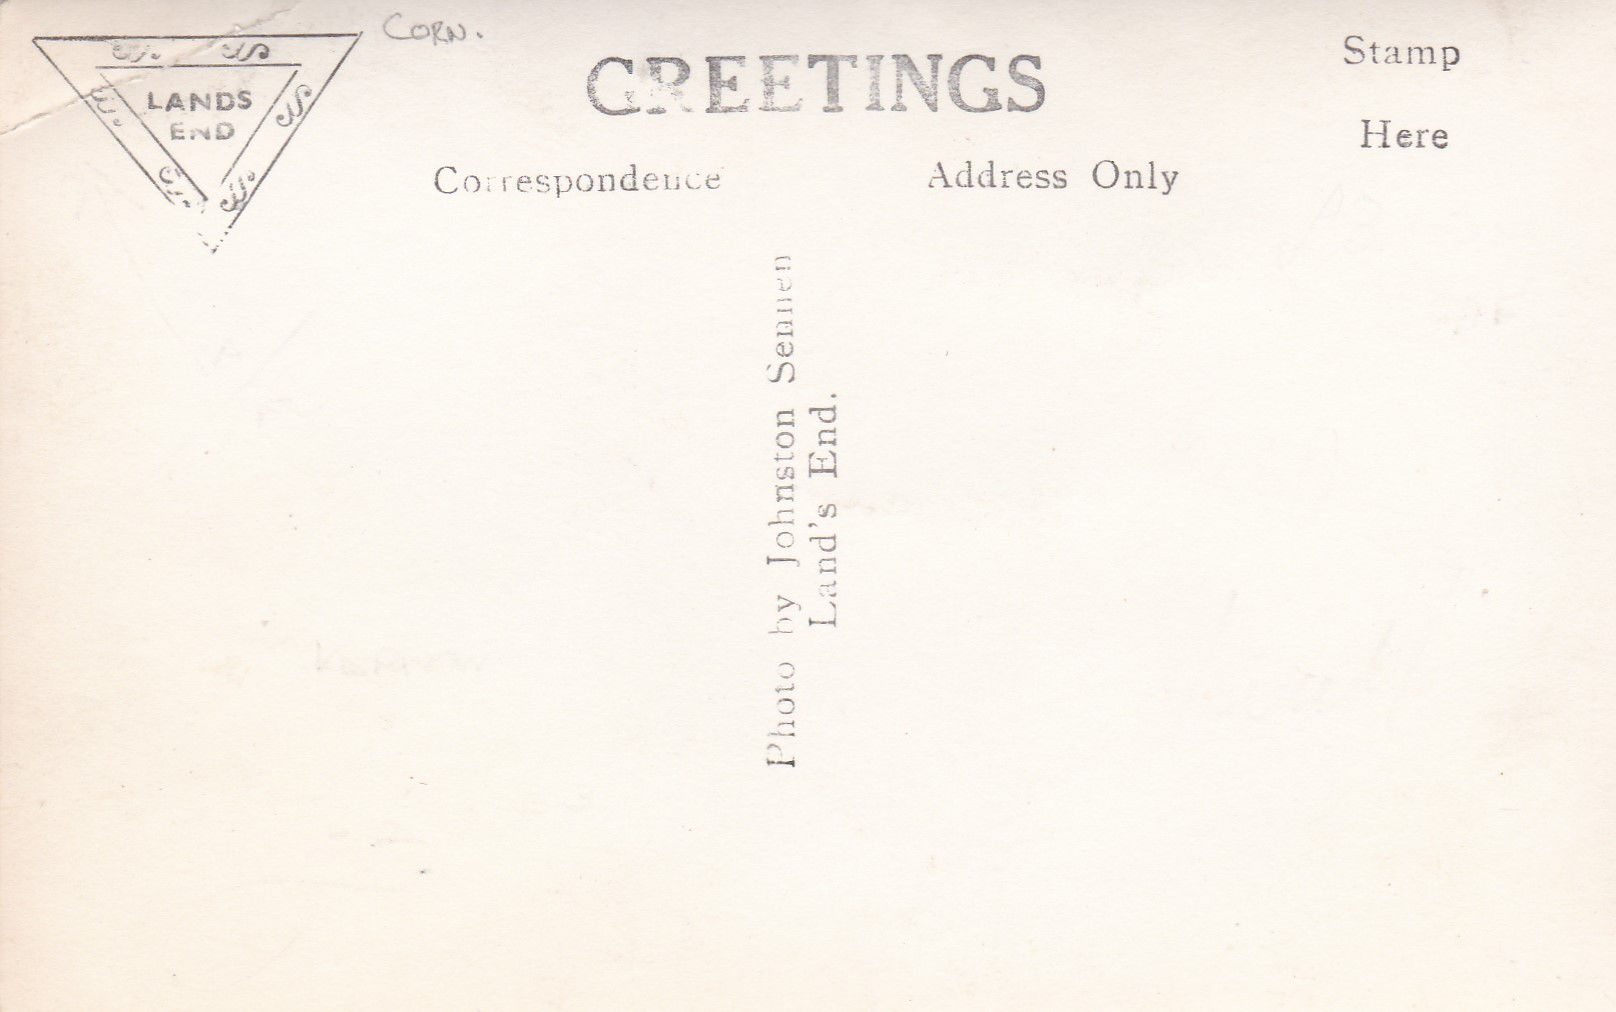 CORN.
LANDS
END
GREETINGS
Stamp
Here
Correspondence
Address Only
Photo by Johnston Sennen
Land's End.